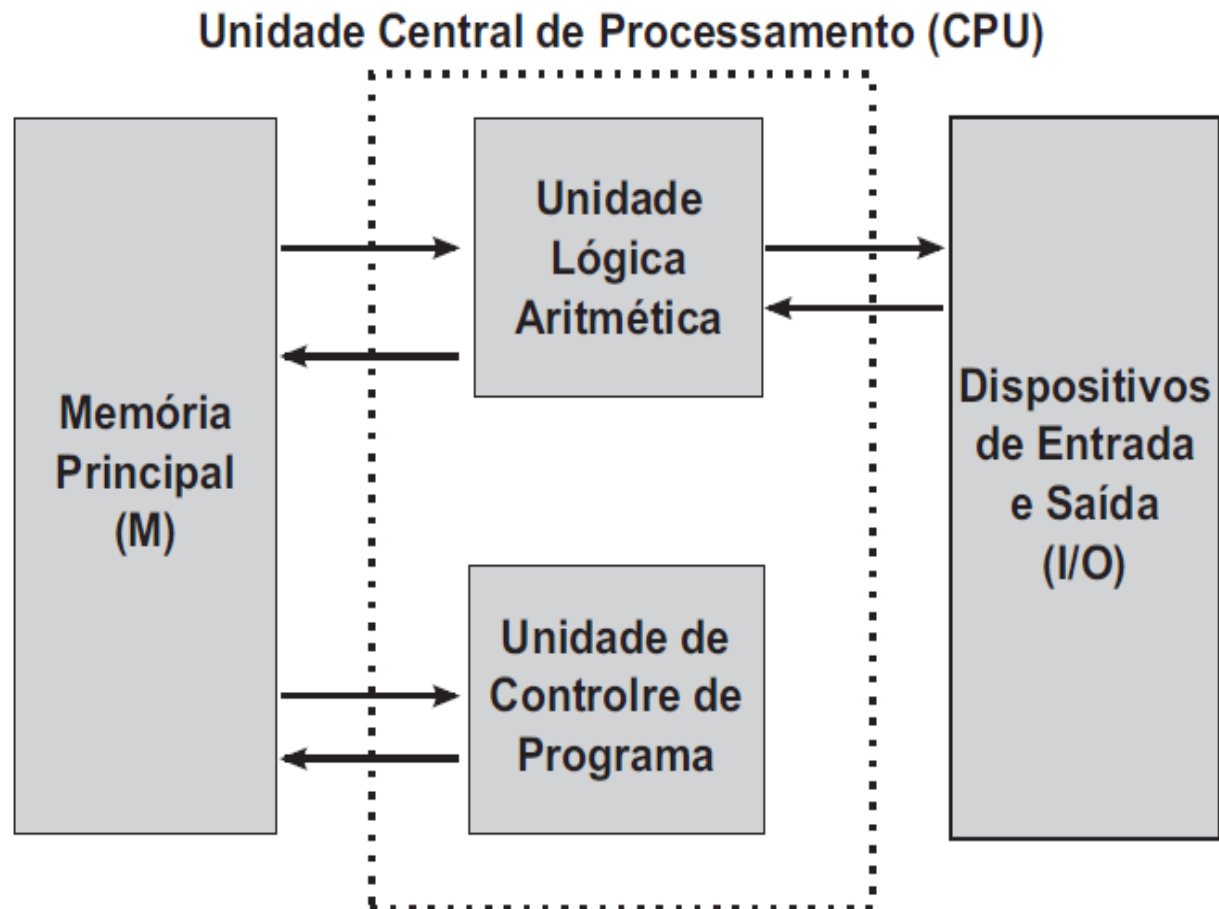 Unidade Central de Processamento (CPU)
Memória
Principal
(M)
Unidade
Lógica
Aritmética
Unidade de
Controlre de
Programa
Dispositivos
de Entrada
e Saída
(I/O)